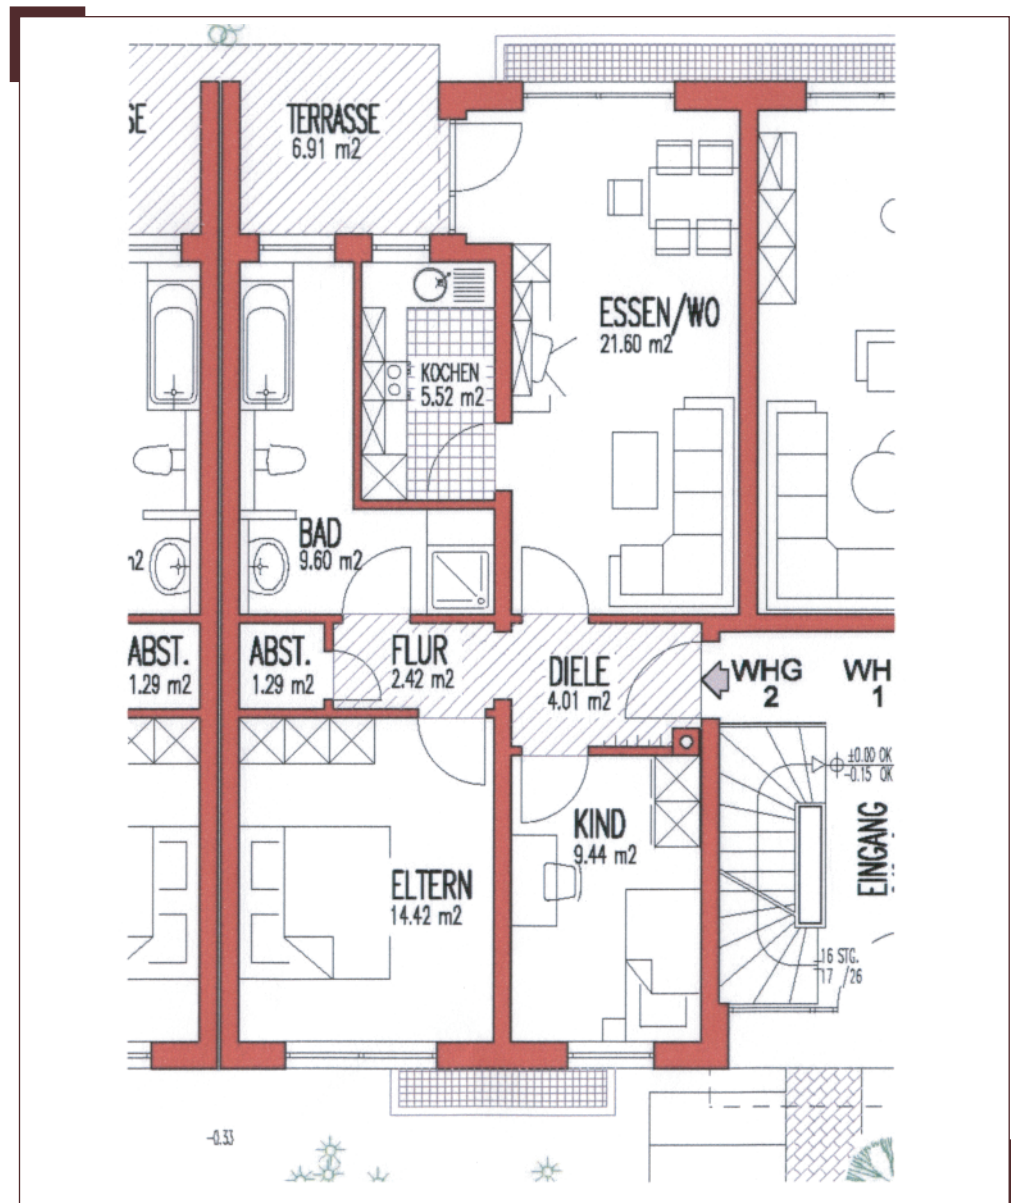 SE
TERRASSE
6.91 m2
ESSEN/WO
21.60 m2
KOCHEN
5.52 m2
BAD
9.60 m2
m2
ABST.
1.29 m2
ABST.
1.29 m2
FLUR
2.42 m2
DIELE
4.01 m2
WHG
2
WH
1
±0.00 OK
-0.15 OK
KIND
9.44 m2
EINGANG
ELTERN
14.42 m2
16 STG.
17 /26
-0.33